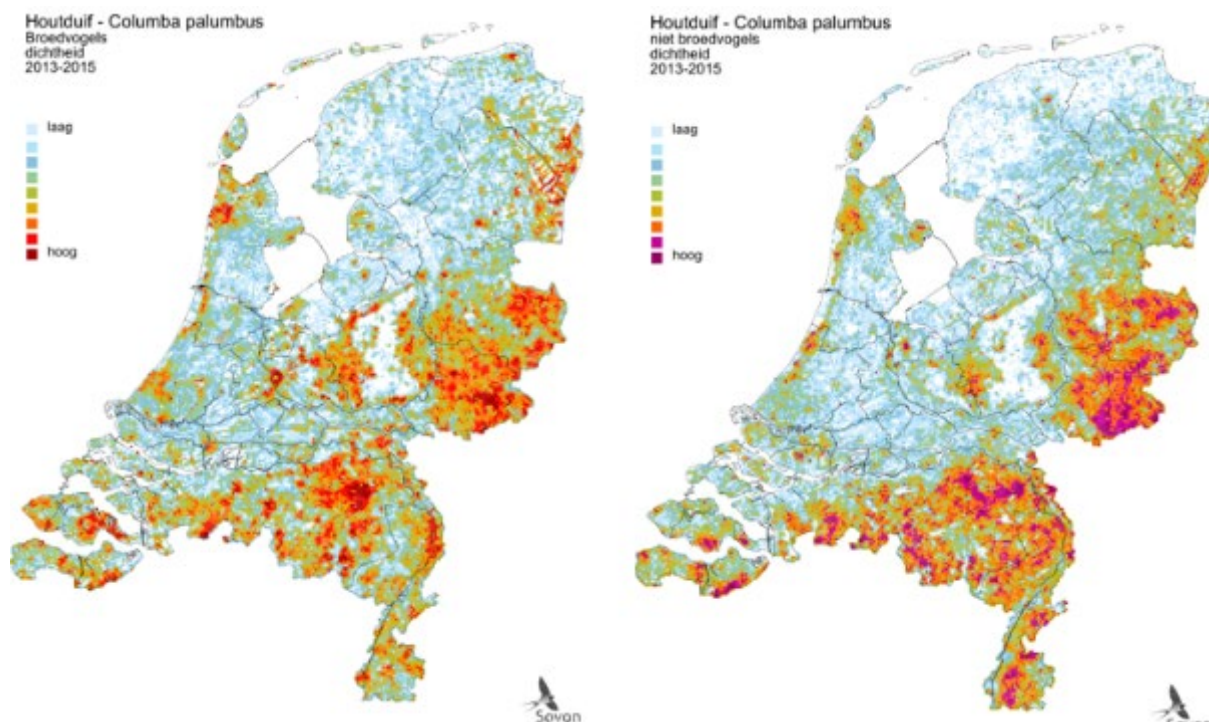 Houtduif - Columba palumbus
Broedvogels
dichtheid
2013-2015
laag
hoog
Sovon
Houtduif - Columba palumbus
niet broedvogels
dichtheid
2013-2015
laag
hoog
Sovon